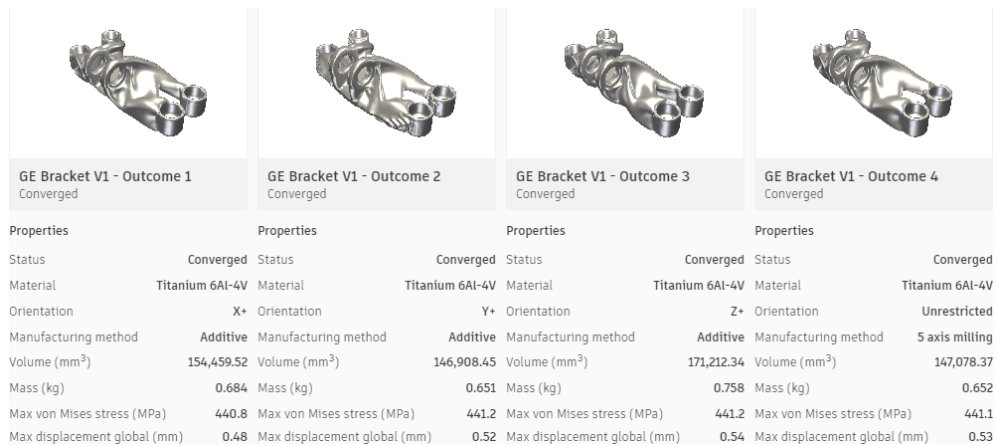 GE Bracket V1 - Outcome 1
Converged
Properties
Status Converged
Material Titanium 6Al-4V
Orientation X+
Manufacturing method Additive
Volume (mm³) 154,459.52
Mass (kg) 0.684
Max von Mises stress (MPa) 440.8
Max displacement global (mm) 0.48
GE Bracket V1 - Outcome 2
Converged
Properties
Status Converged
Material Titanium 6Al-4V
Orientation Y+
Manufacturing method Additive
Volume (mm³) 146,908.45
Mass (kg) 0.651
Max von Mises stress (MPa) 441.2
Max displacement global (mm) 0.52
GE Bracket V1 - Outcome 3
Converged
Properties
Status Converged
Material Titanium 6Al-4V
Orientation Z+
Manufacturing method Additive
Volume (mm³) 171,212.34
Mass (kg) 0.758
Max von Mises stress (MPa) 441.2
Max displacement global (mm) 0.54
GE Bracket V1 - Outcome 4
Converged
Properties
Status Converged
Material Titanium 6Al-4V
Orientation Unrestricted
Manufacturing method 5 axis milling
Volume (mm³) 147,078.37
Mass (kg) 0.652
Max von Mises stress (MPa) 441.1
Max displacement global (mm) 0.53